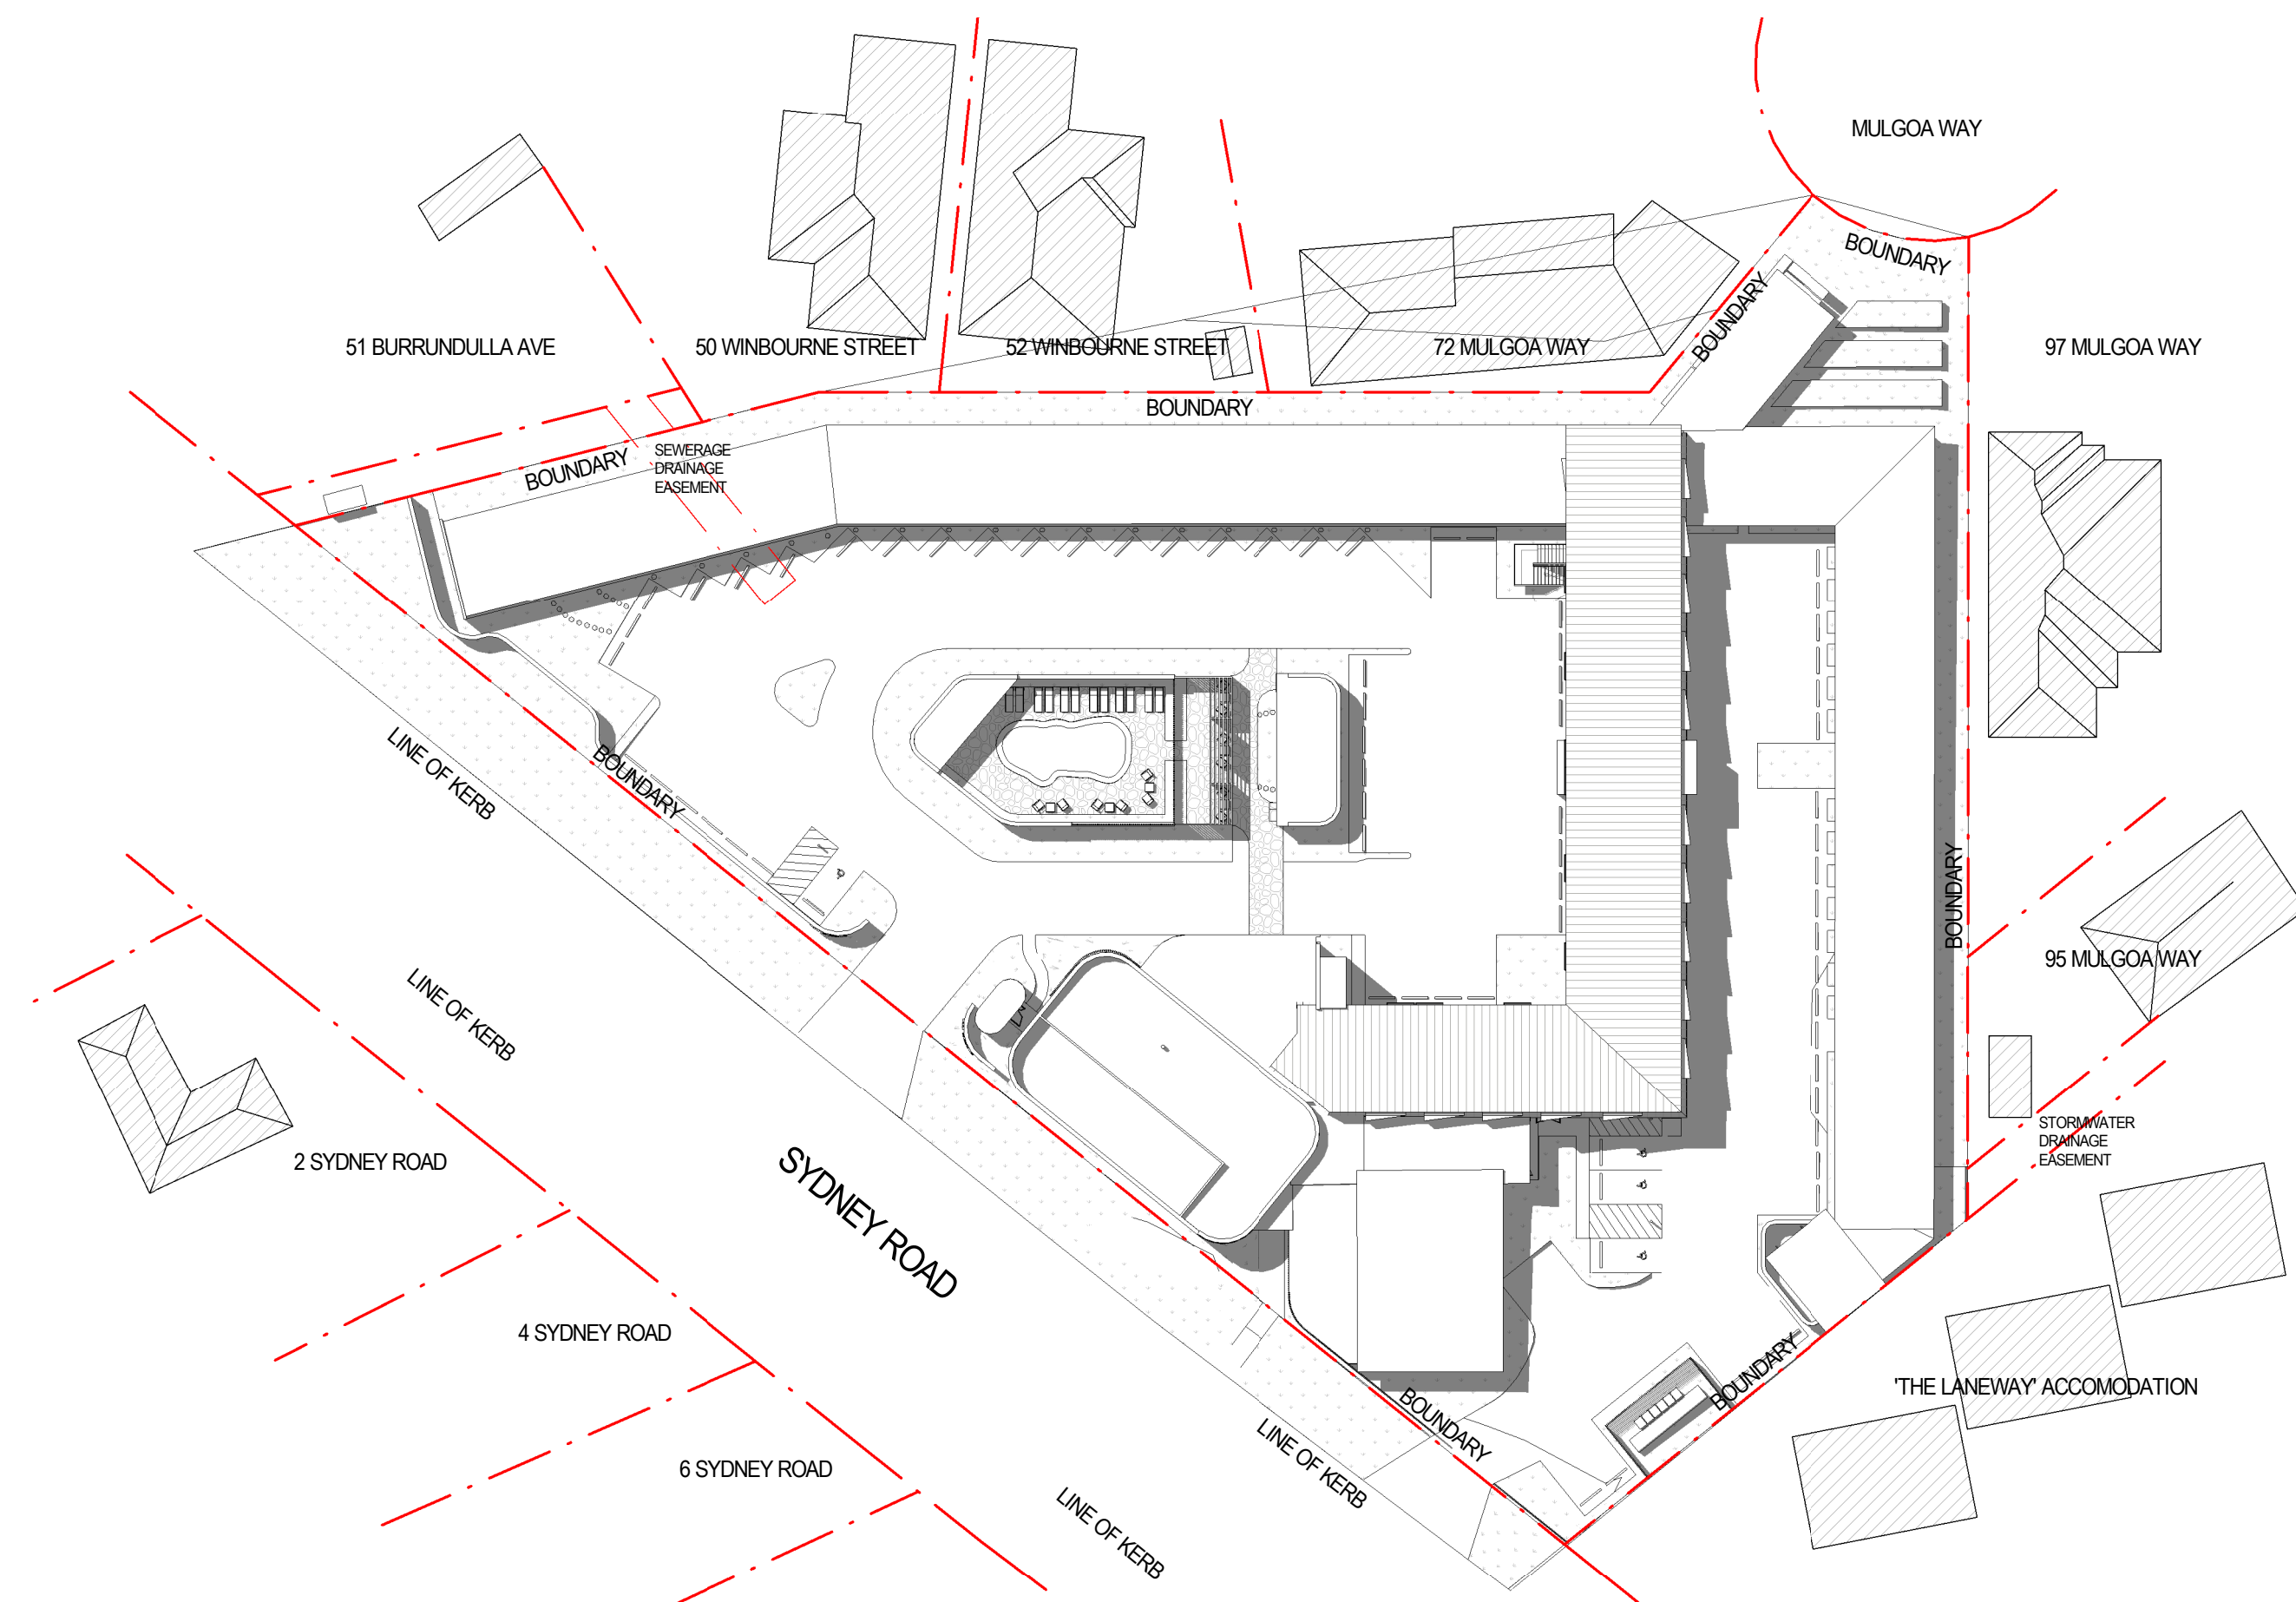 MULGOA WAY
BOUNDARY
BOUNDARY
51 BURRUNDULLA AVE
50 WINBOURNE STREET
52 WINBOURNE STREET
72 MULGOA WAY
97 MULGOA WAY
BOUNDARY
BOUNDARY
SEWERAGE
DRAINAGE
EASEMENT
LINE OF KERB
BOUNDARY
BOUNDARY
95 MULGOA WAY
LINE OF KERB
STORMWATER
DRAINAGE
EASEMENT
2 SYDNEY ROAD
SYDNEY ROAD
4 SYDNEY ROAD
BOUNDARY
'THE LANEWAY' ACCOMODATION
BOUNDARY
LINE OF KERB
6 SYDNEY ROAD
LINE OF KERB